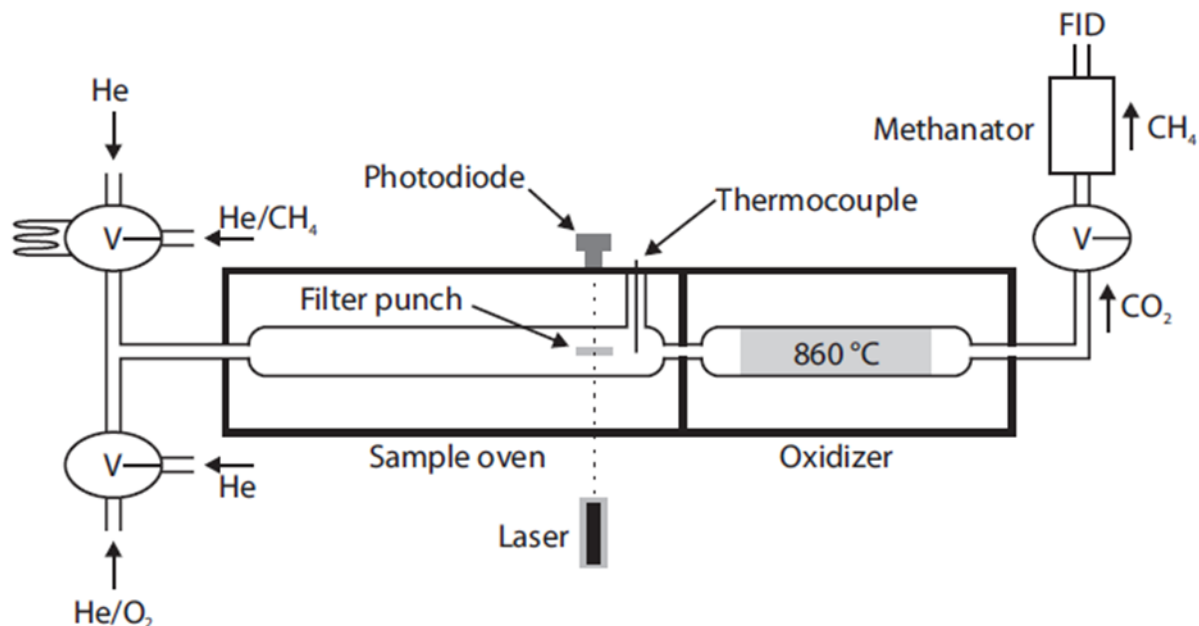 FID
He
Methanator
CH₄
Photodiode
Thermocouple
He/CH₄
V
V
Filter punch
CO₂
860 °C
V
He
Sample oven
Oxidizer
Laser
He/O₂